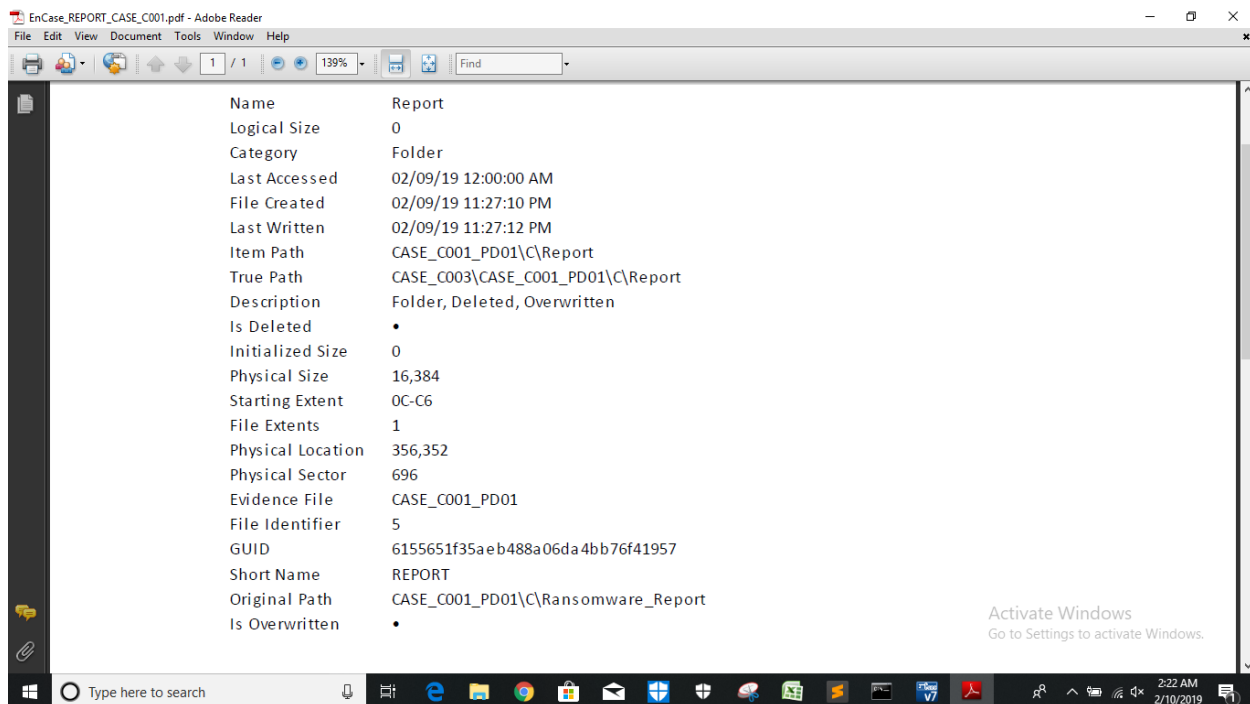 EnCase_REPORT_CASE_C001.pdf - Adobe Reader
File Edit View Document Tools Window Help
1 / 1 139% Find
Name Report
Logical Size 0
Category Folder
Last Accessed 02/09/19 12:00:00 AM
File Created 02/09/19 11:27:10 PM
Last Written 02/09/19 11:27:12 PM
Item Path CASE_C001_PD01\C\Report
True Path CASE_C003\CASE_C001_PD01\C\Report
Description Folder, Deleted, Overwritten
Is Deleted •
Initialized Size 0
Physical Size 16,384
Starting Extent 0C-C6
File Extents 1
Physical Location 356,352
Physical Sector 696
Evidence File CASE_C001_PD01
File Identifier 5
GUID 6155651f35aeb488a06da4bb76f41957
Short Name REPORT
Original Path CASE_C001_PD01\C\Ransomware_Report
Is Overwritten •
Activate Windows
Go to Settings to activate Windows.
Type here to search
V7
2:22 AM
2/10/2019